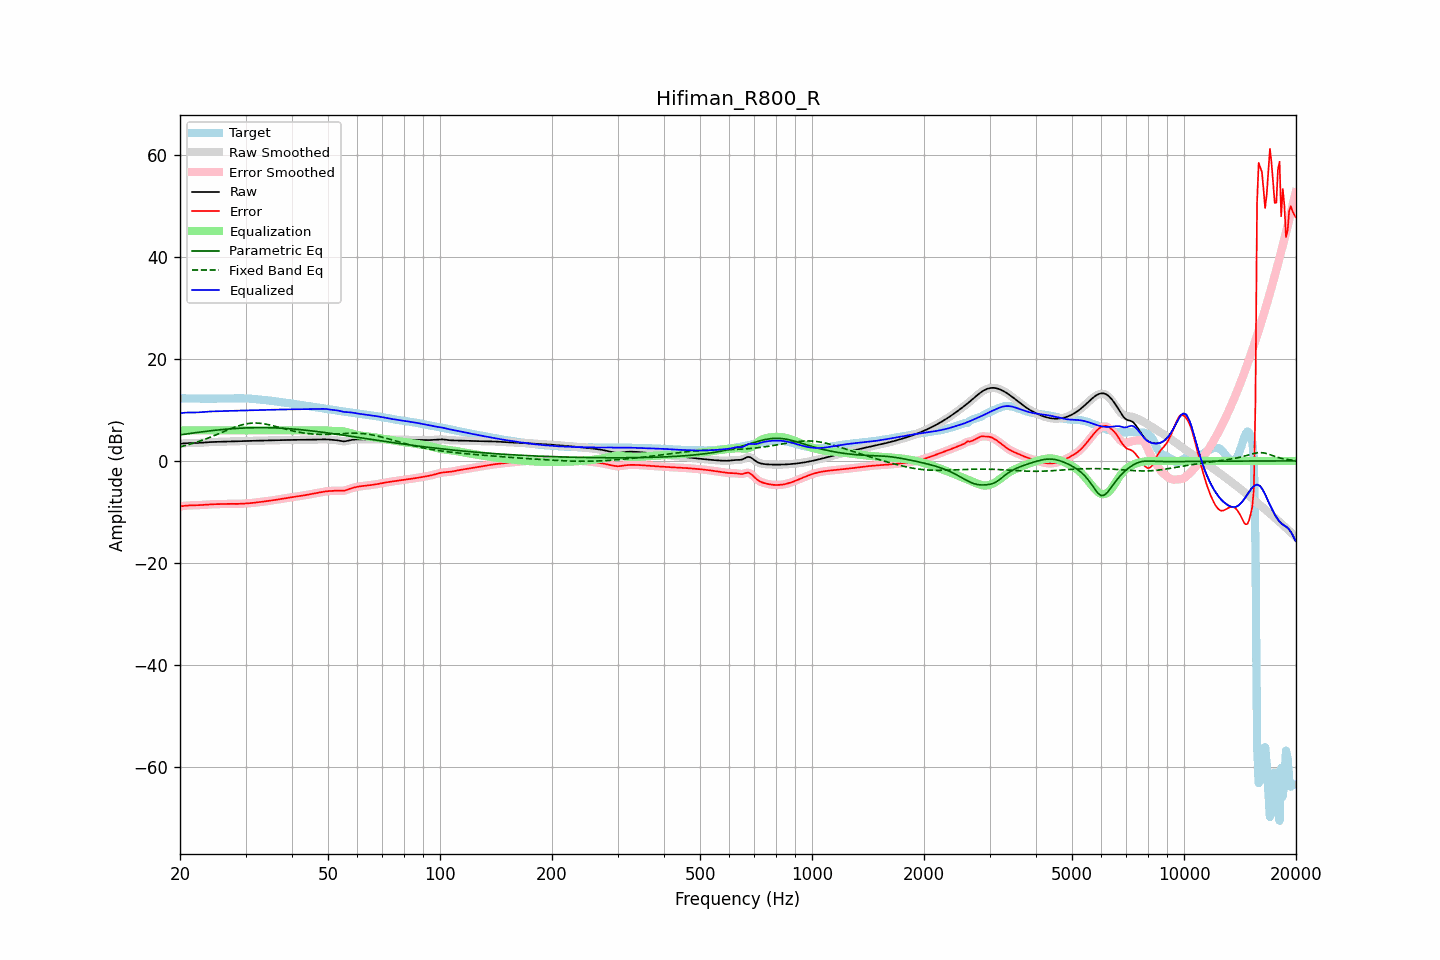 Hifiman_R800_R
Target
Raw Smoothed
Error Smoothed
Raw
Error
Equalization
Parametric Eq
Fixed Band Eq
Equalized
Amplitude (dBr)
60
40
20
0
−20
−40
−60
20 50 100 200 500 1000 2000 5000 10000 20000
Frequency (Hz)